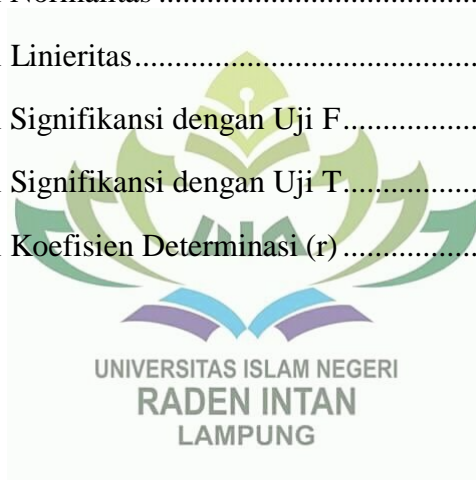 Normalitas ..........................................
Linieritas.............................................
Signifikansi dengan Uji F.................
Signifikansi dengan Uji T.................
Koefisien Determinasi (r) .................
UNIVERSITAS ISLAM NEGERI
RADEN INTAN
LAMPUNG